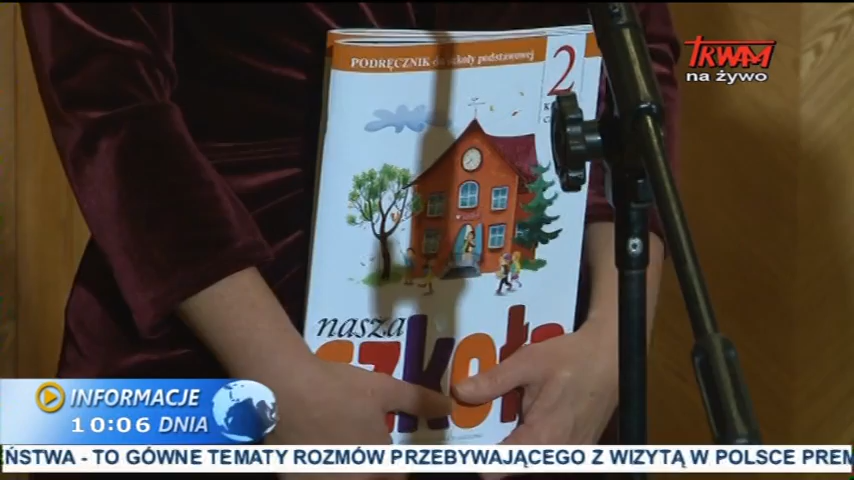 PODRĘCZNIK do szkoły podstawowej
2
nasza
szkoła
TRWAM
na żywo
INFORMACJE
10:06 DNIA
ŃSTWA - TO GÓWNE TEMATY ROZMÓW PRZEBYWAJĄCEGO Z WIZYTĄ W POLSCE PREM